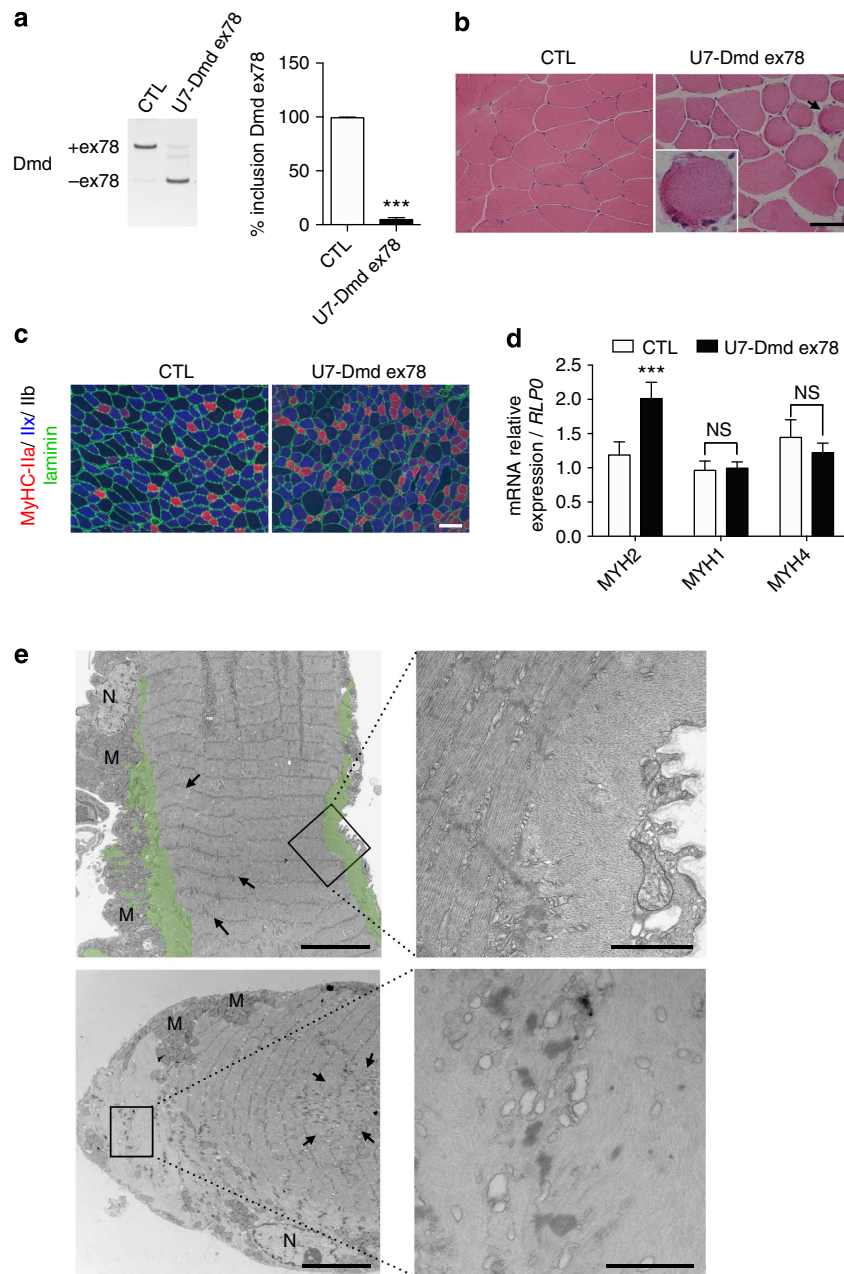 a
CTL
U7-Dmd ex78
Dmd
+ex78
–ex78
% inclusion Dmd ex78
150
100
50
0
***
CTL
U7-Dmd ex78
b
CTL
U7-Dmd ex78
c
CTL
U7-Dmd ex78
MyHC-IIa/ IIx/ IIb
laminin
d
CTL
U7-Dmd ex78
mRNA relative
expression / RLP0
2.5
2.0
1.5
1.0
0.5
0.0
***
NS
NS
MYH2
MYH1
MYH4
e
N
M
M
M
M
N